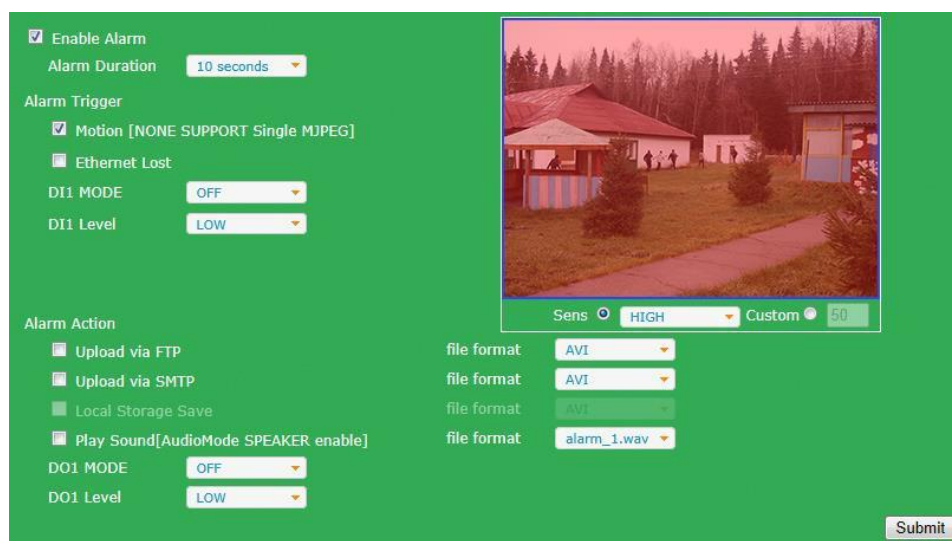 Enable Alarm
Alarm Duration 10 seconds
Alarm Trigger
Motion [NONE SUPPORT Single MJPEG]
Ethernet Lost
DI1 MODE OFF
DI1 Level LOW
Sens HIGH Custom 50
Alarm Action
Upload via FTP file format AVI
Upload via SMTP file format AVI
Local Storage Save file format AVI
Play Sound[AudioMode SPEAKER enable] file format alarm_1.wav
DO1 MODE OFF
DO1 Level LOW
Submit